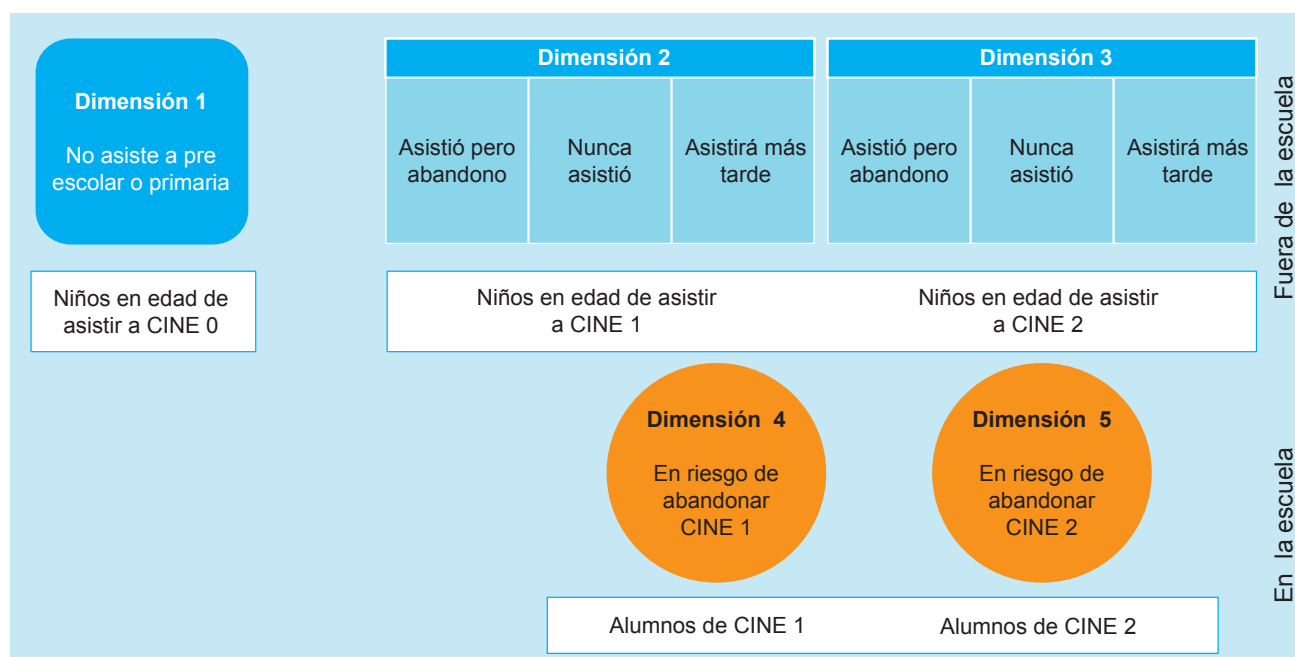 Dimensión 1
No asiste a pre
escolar o primaria
Niños en edad de
asistir a CINE 0
Dimensión 2
Asistió pero
abandono
Nunca
asistió
Asistirá más
tarde
Dimensión 3
Asistió pero
abandono
Nunca
asistió
Asistirá más
tarde
Niños en edad de asistir
a CINE 1
Niños en edad de asistir
a CINE 2
Fuera de la escuela
Dimensión 4
En riesgo de
abandonar
CINE 1
Dimensión 5
En riesgo de
abandonar
CINE 2
Alumnos de CINE 1
Alumnos de CINE 2
En la escuela